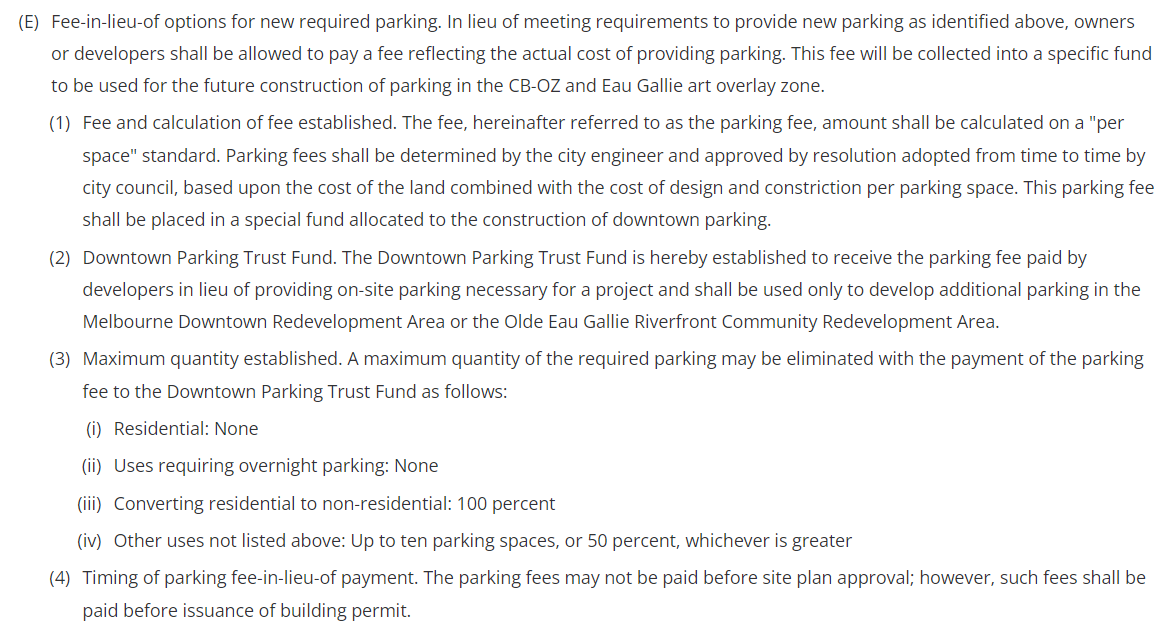 (E) Fee-in-lieu-of options for new required parking. In lieu of meeting requirements to provide new parking as identified above, owners
or developers shall be allowed to pay a fee reflecting the actual cost of providing parking. This fee will be collected into a specific fund
to be used for the future construction of parking in the CB-OZ and Eau Gallie art overlay zone.
(1) Fee and calculation of fee established. The fee, hereinafter referred to as the parking fee, amount shall be calculated on a "per
space" standard. Parking fees shall be determined by the city engineer and approved by resolution adopted from time to time by
city council, based upon the cost of the land combined with the cost of design and constriction per parking space. This parking fee
shall be placed in a special fund allocated to the construction of downtown parking.
(2) Downtown Parking Trust Fund. The Downtown Parking Trust Fund is hereby established to receive the parking fee paid by
developers in lieu of providing on-site parking necessary for a project and shall be used only to develop additional parking in the
Melbourne Downtown Redevelopment Area or the Olde Eau Gallie Riverfront Community Redevelopment Area.
(3) Maximum quantity established. A maximum quantity of the required parking may be eliminated with the payment of the parking
fee to the Downtown Parking Trust Fund as follows:
(i) Residential: None
(ii) Uses requiring overnight parking: None
(iii) Converting residential to non-residential: 100 percent
(iv) Other uses not listed above: Up to ten parking spaces, or 50 percent, whichever is greater
(4) Timing of parking fee-in-lieu-of payment. The parking fees may not be paid before site plan approval; however, such fees shall be
paid before issuance of building permit.